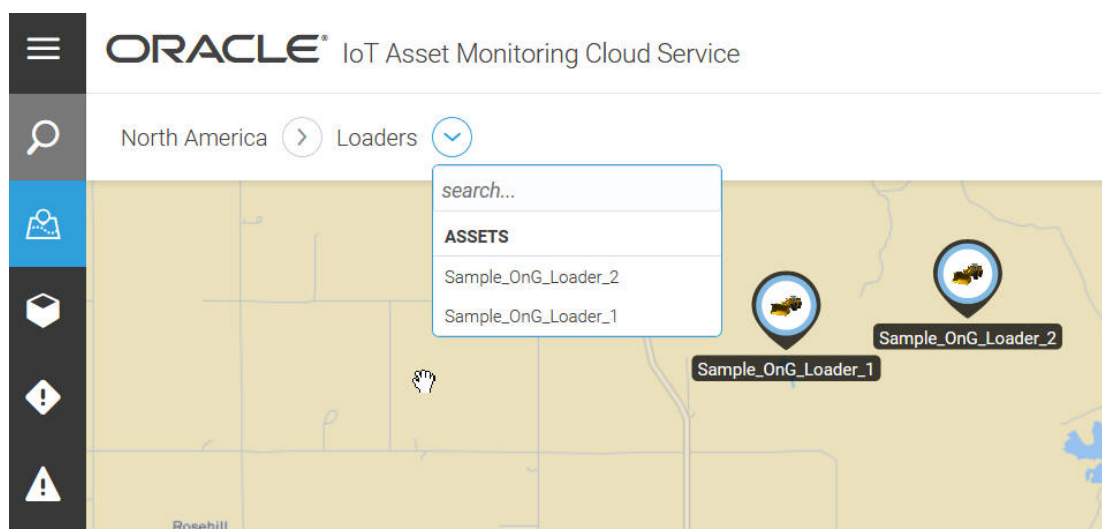 ORACLE® IoT Asset Monitoring Cloud Service
North America Loaders
search...
ASSETS
Sample_OnG_Loader_2
Sample_OnG_Loader_1
Sample_OnG_Loader_2
Sample_OnG_Loader_1
Rosehill